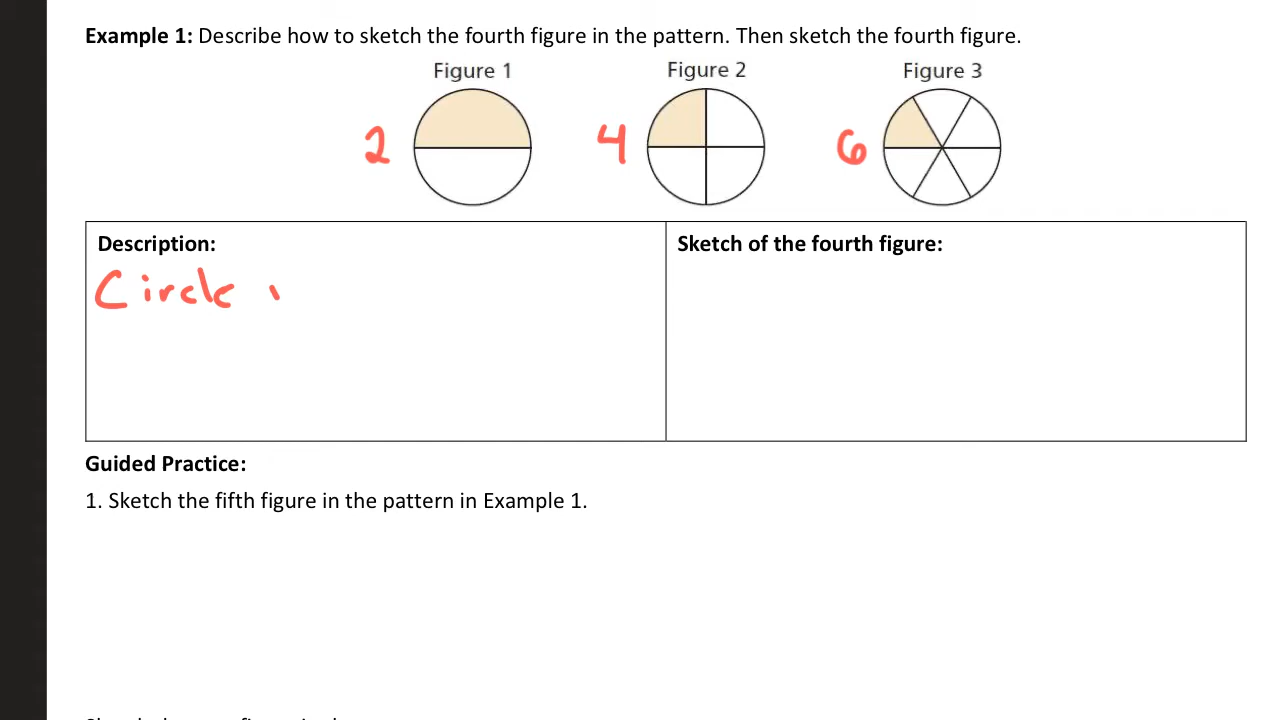 Example 1: Describe how to sketch the fourth figure in the pattern. Then sketch the fourth figure.
Figure 1 Figure 2 Figure 3
2 4 6
Description: Sketch of the fourth figure:
Circle
Guided Practice:
1. Sketch the fifth figure in the pattern in Example 1.